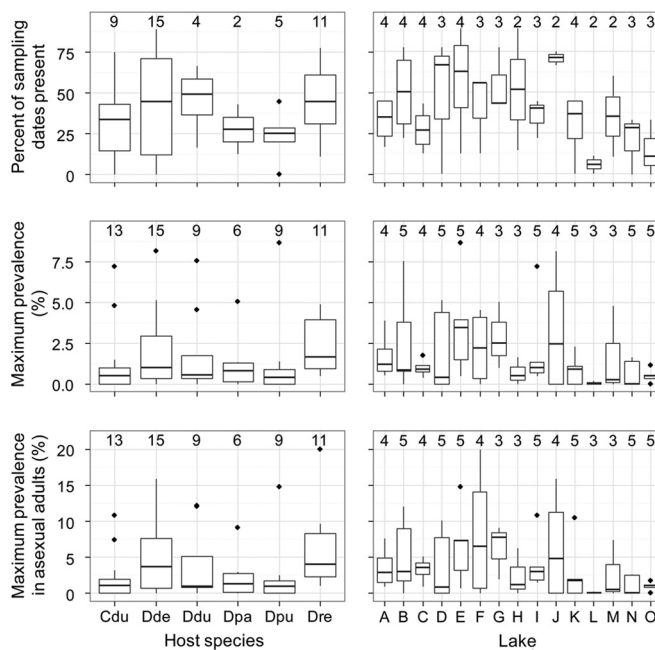 9 15 4 2 5 11
4 4 4 3 4 3 3 3 3 2 4 2 3 3 3
Percent of sampling
dates present
75
50
25
0
13 15 9 6 9 11
4 5 4 5 5 4 3 3 5 4 5 3 3 5 5
Maximum prevalence
(%)
7.5
5.0
2.5
0.0
13 15 9 6 9 11
4 5 4 5 5 4 3 3 5 4 5 3 3 5 5
Maximum prevalence
in asexual adults (%)
20
15
10
5
0
Cdu Dde Ddu Dpa Dpu Dre
A B C D E F G H I J K L M N O
Host species
Lake